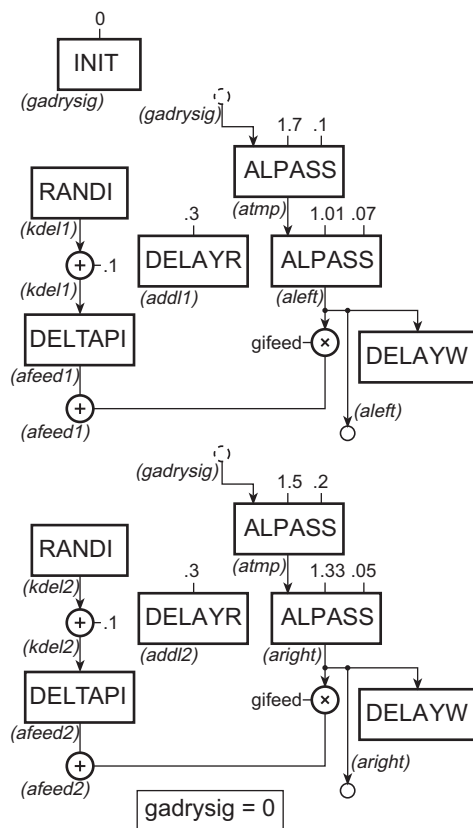 0
INIT
(gadrysig)
(gadrysig)
1.7 .1
ALPASS
RANDI
(atmp)
(kdel1)
.3
1.01 .07
+ .1
DELAYR
ALPASS
(kdel1)
(addl1)
(aleft)
DELTAPI
gifeed ×
DELAYW
(afeed1)
+
(aleft)
(afeed1)
(gadrysig)
1.5 .2
ALPASS
RANDI
(atmp)
(kdel2)
.3
1.33 .05
+ .1
DELAYR
ALPASS
(kdel2)
(addl2)
(aright)
DELTAPI
gifeed ×
DELAYW
(afeed2)
+
(aright)
(afeed2)
gadrysig = 0